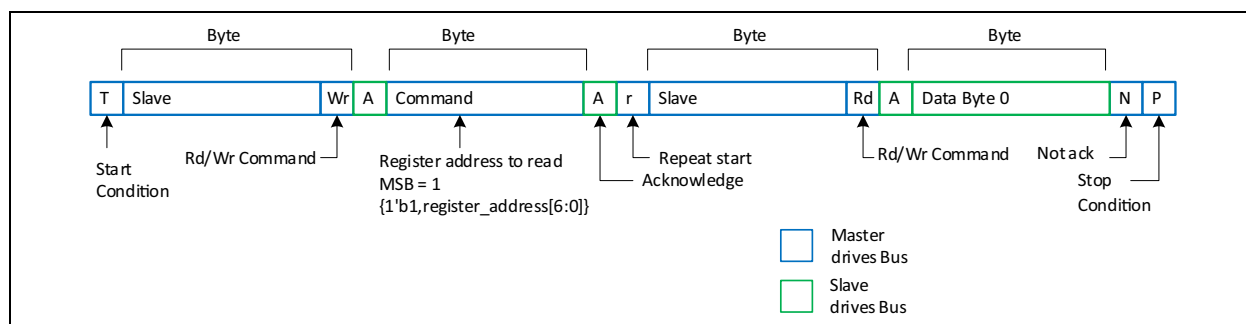 Byte Byte Byte Byte
T Slave Wr A Command A r Slave Rd A Data Byte 0 N P
Start
Condition
Rd/Wr Command
Register address to read
MSB = 1
{1'b1,register_address[6:0]}
Repeat start
Acknowledge
Rd/Wr Command
Not ack
Stop
Condition
Master
drives Bus
Slave
drives Bus